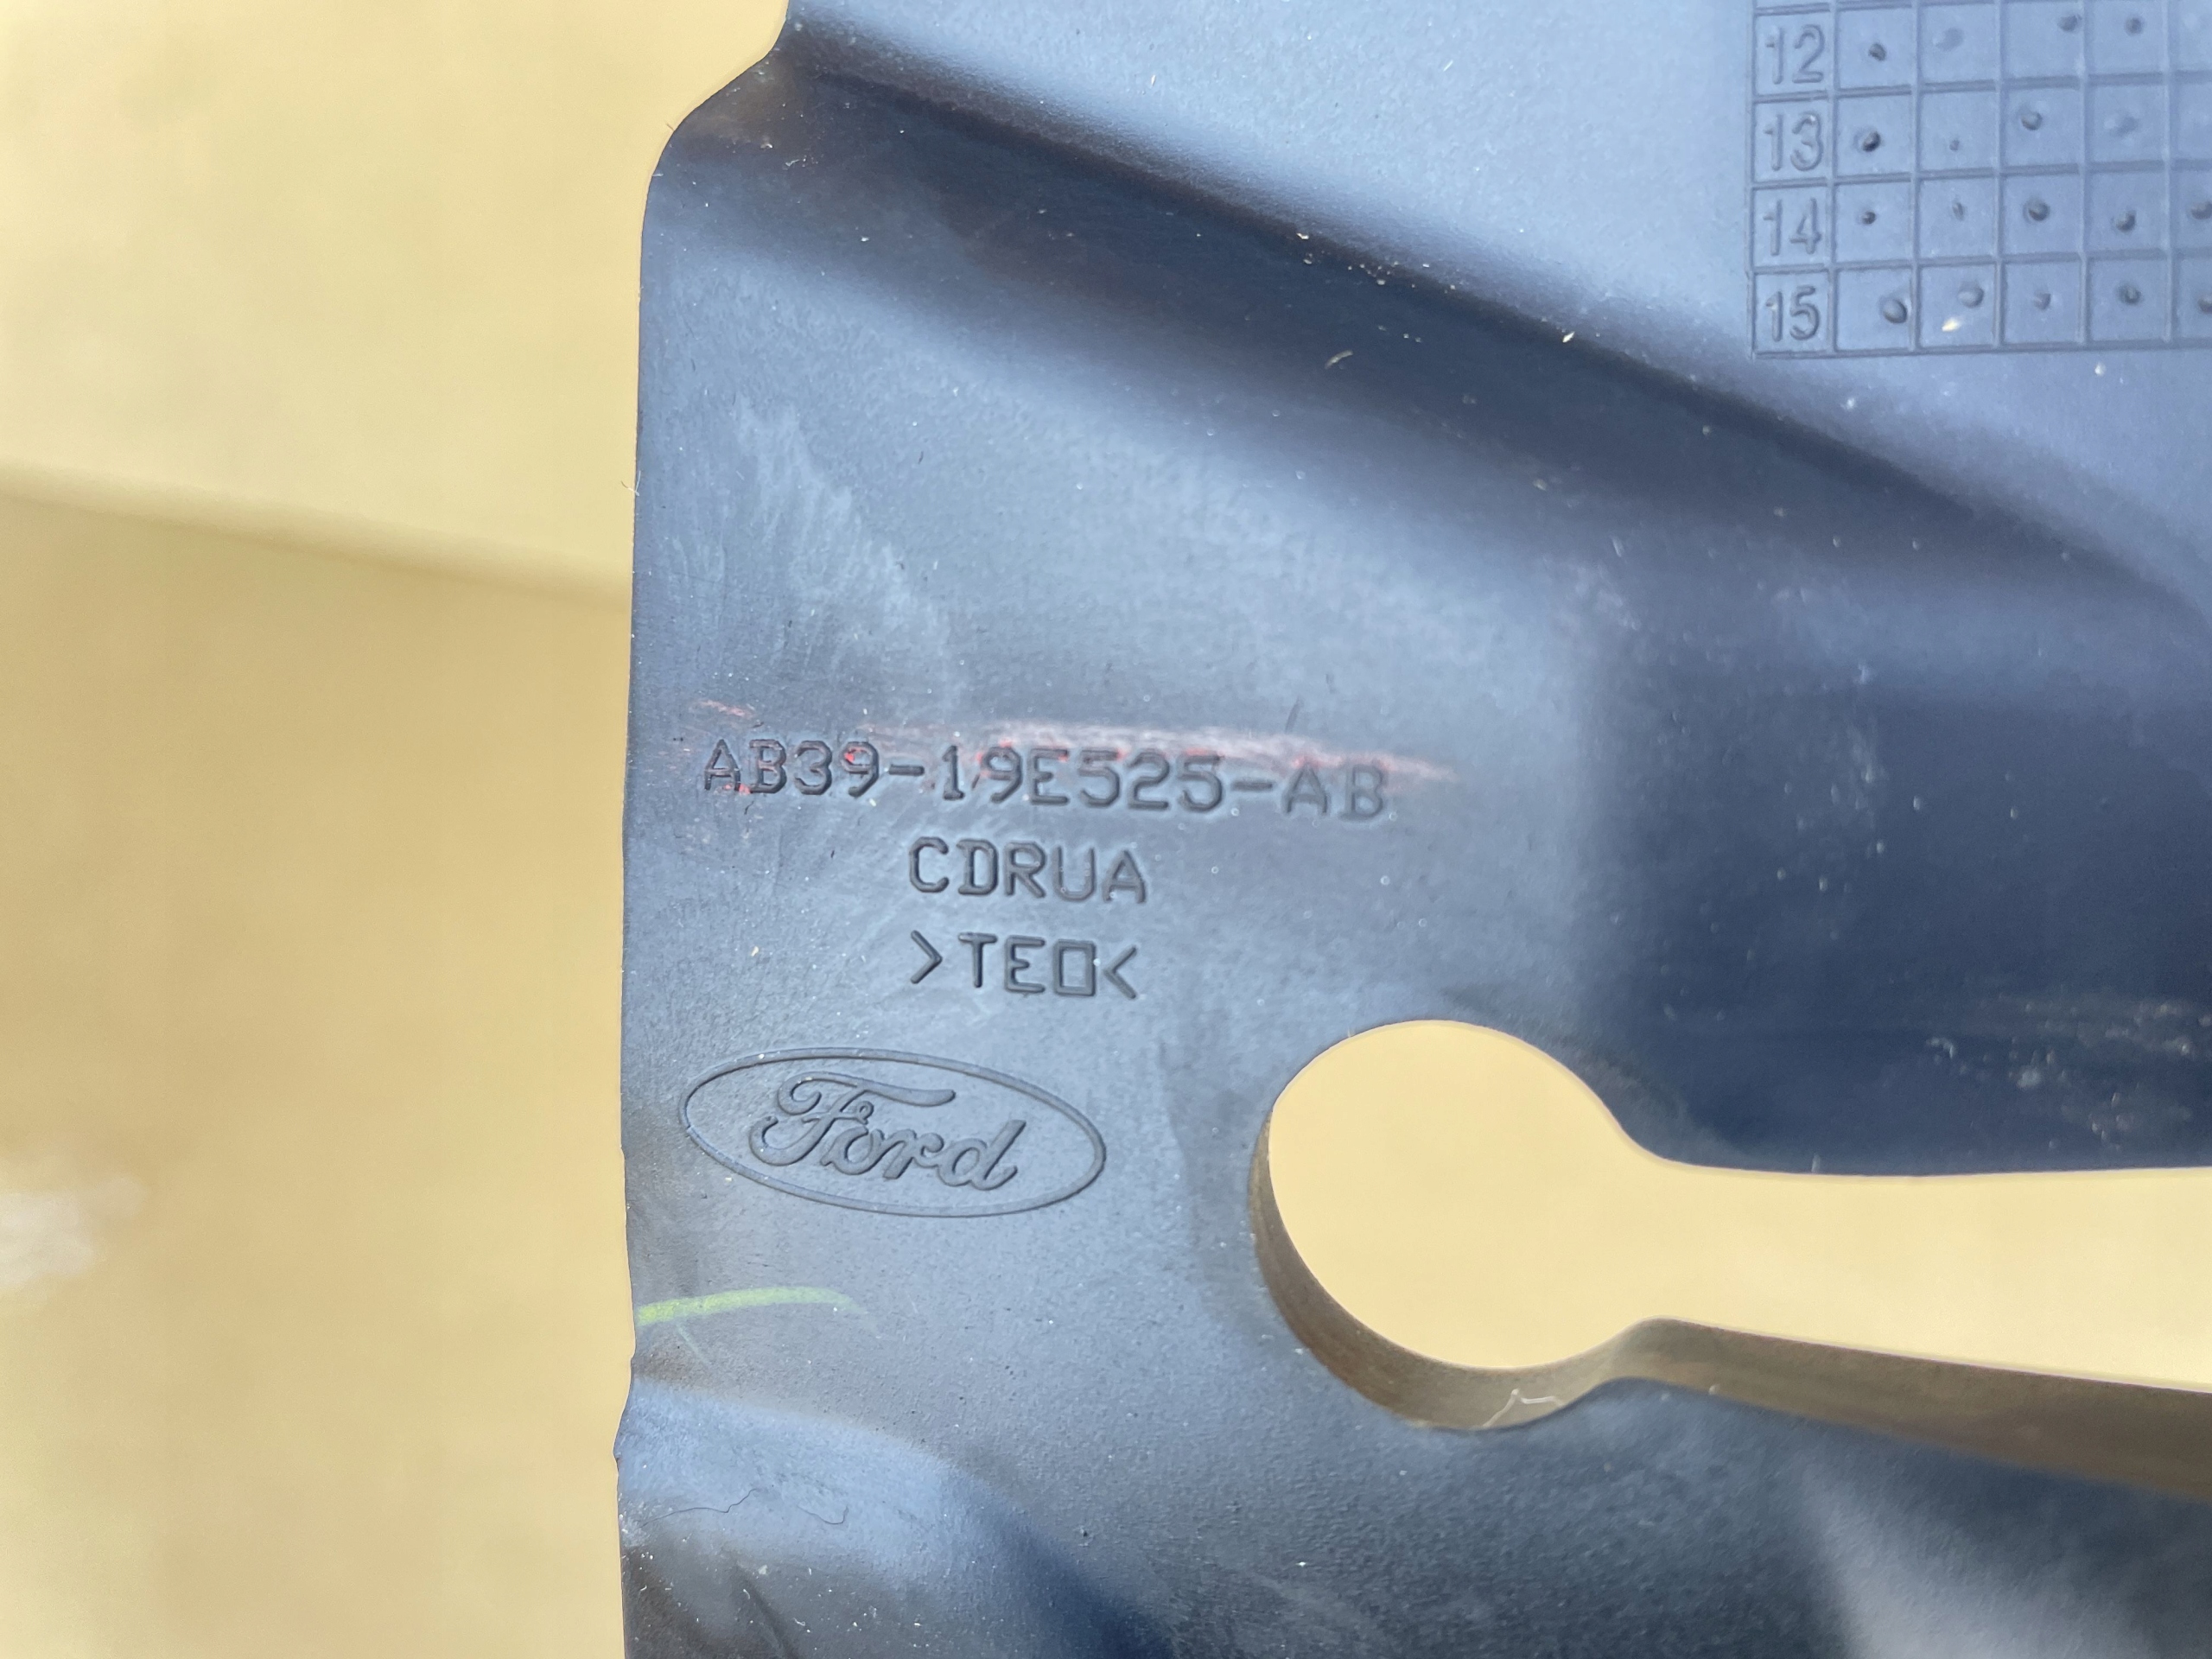 12
13
14
15
AB39-19E525-AB
CDRUA
>TEO<
Ford